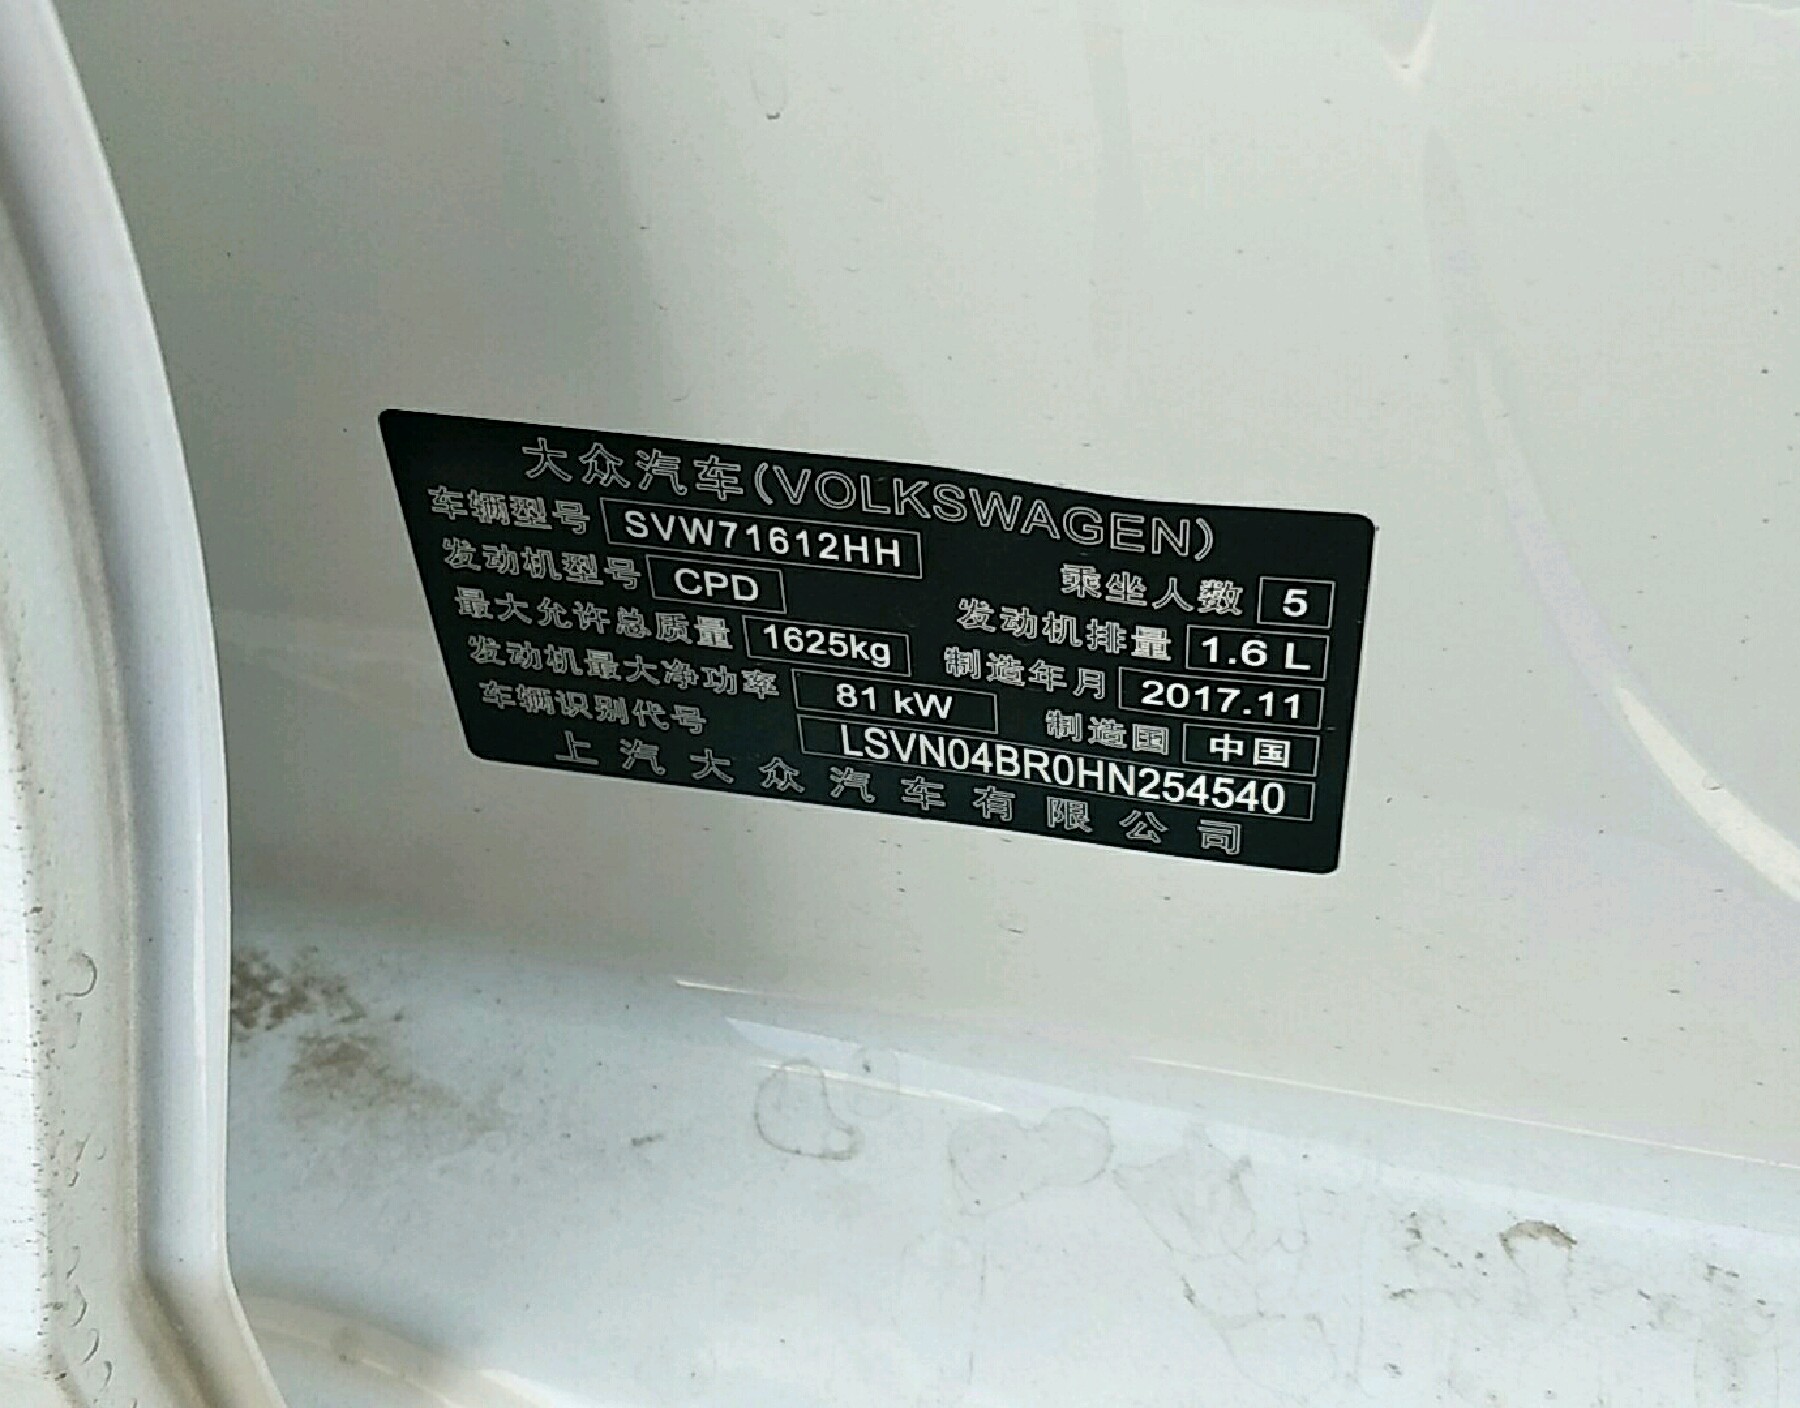 大众汽车(VOLKSWAGEN)
车辆型号 SVW71612HH 乘坐人数 5
发动机型号 CPD 发动机排量 1.6 L
最大允许总质量 1625kg 制造年月 2017.11
发动机最大净功率 81 kW 制造国 中国
车辆识别代号 LSVN04BR0HN254540
上汽大众汽车有限公司